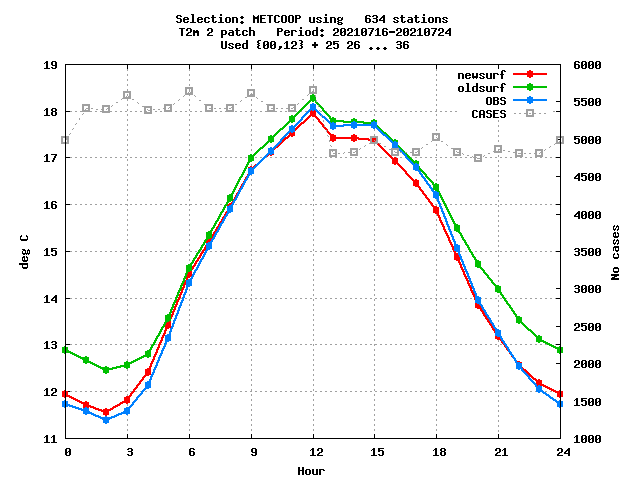 Selection: METCOOP using   634 stations
T2m 2 patch   Period: 20210716-20210724
Used {00,12} + 25 26 ... 36
newsurf
oldsurf
OBS
CASES
19
18
17
16
15
14
13
12
11
deg C
6000
5500
5000
4500
4000
3500
3000
2500
2000
1500
1000
No cases
0 3 6 9 12 15 18 21 24
Hour